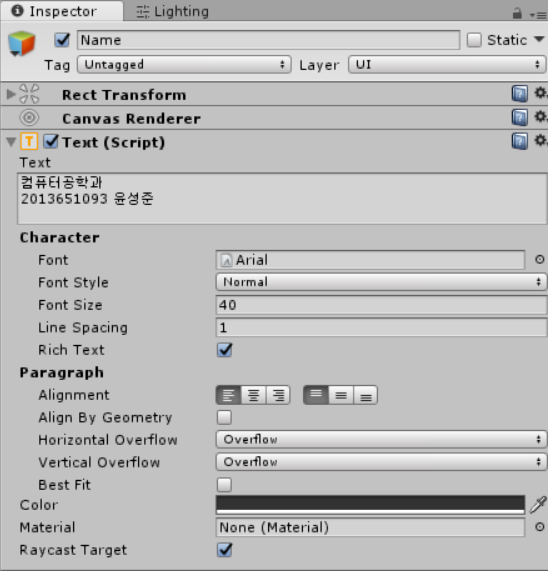 Inspector
Lighting
Name
Static
Tag Untagged Layer UI
Rect Transform
Canvas Renderer
Text (Script)
Text
컴퓨터공학과
2013651093 윤성준
Character
Font Arial
Font Style Normal
Font Size 40
Line Spacing 1
Rich Text
Paragraph
Alignment
Align By Geometry
Horizontal Overflow Overflow
Vertical Overflow Overflow
Best Fit
Color
Material None (Material)
Raycast Target